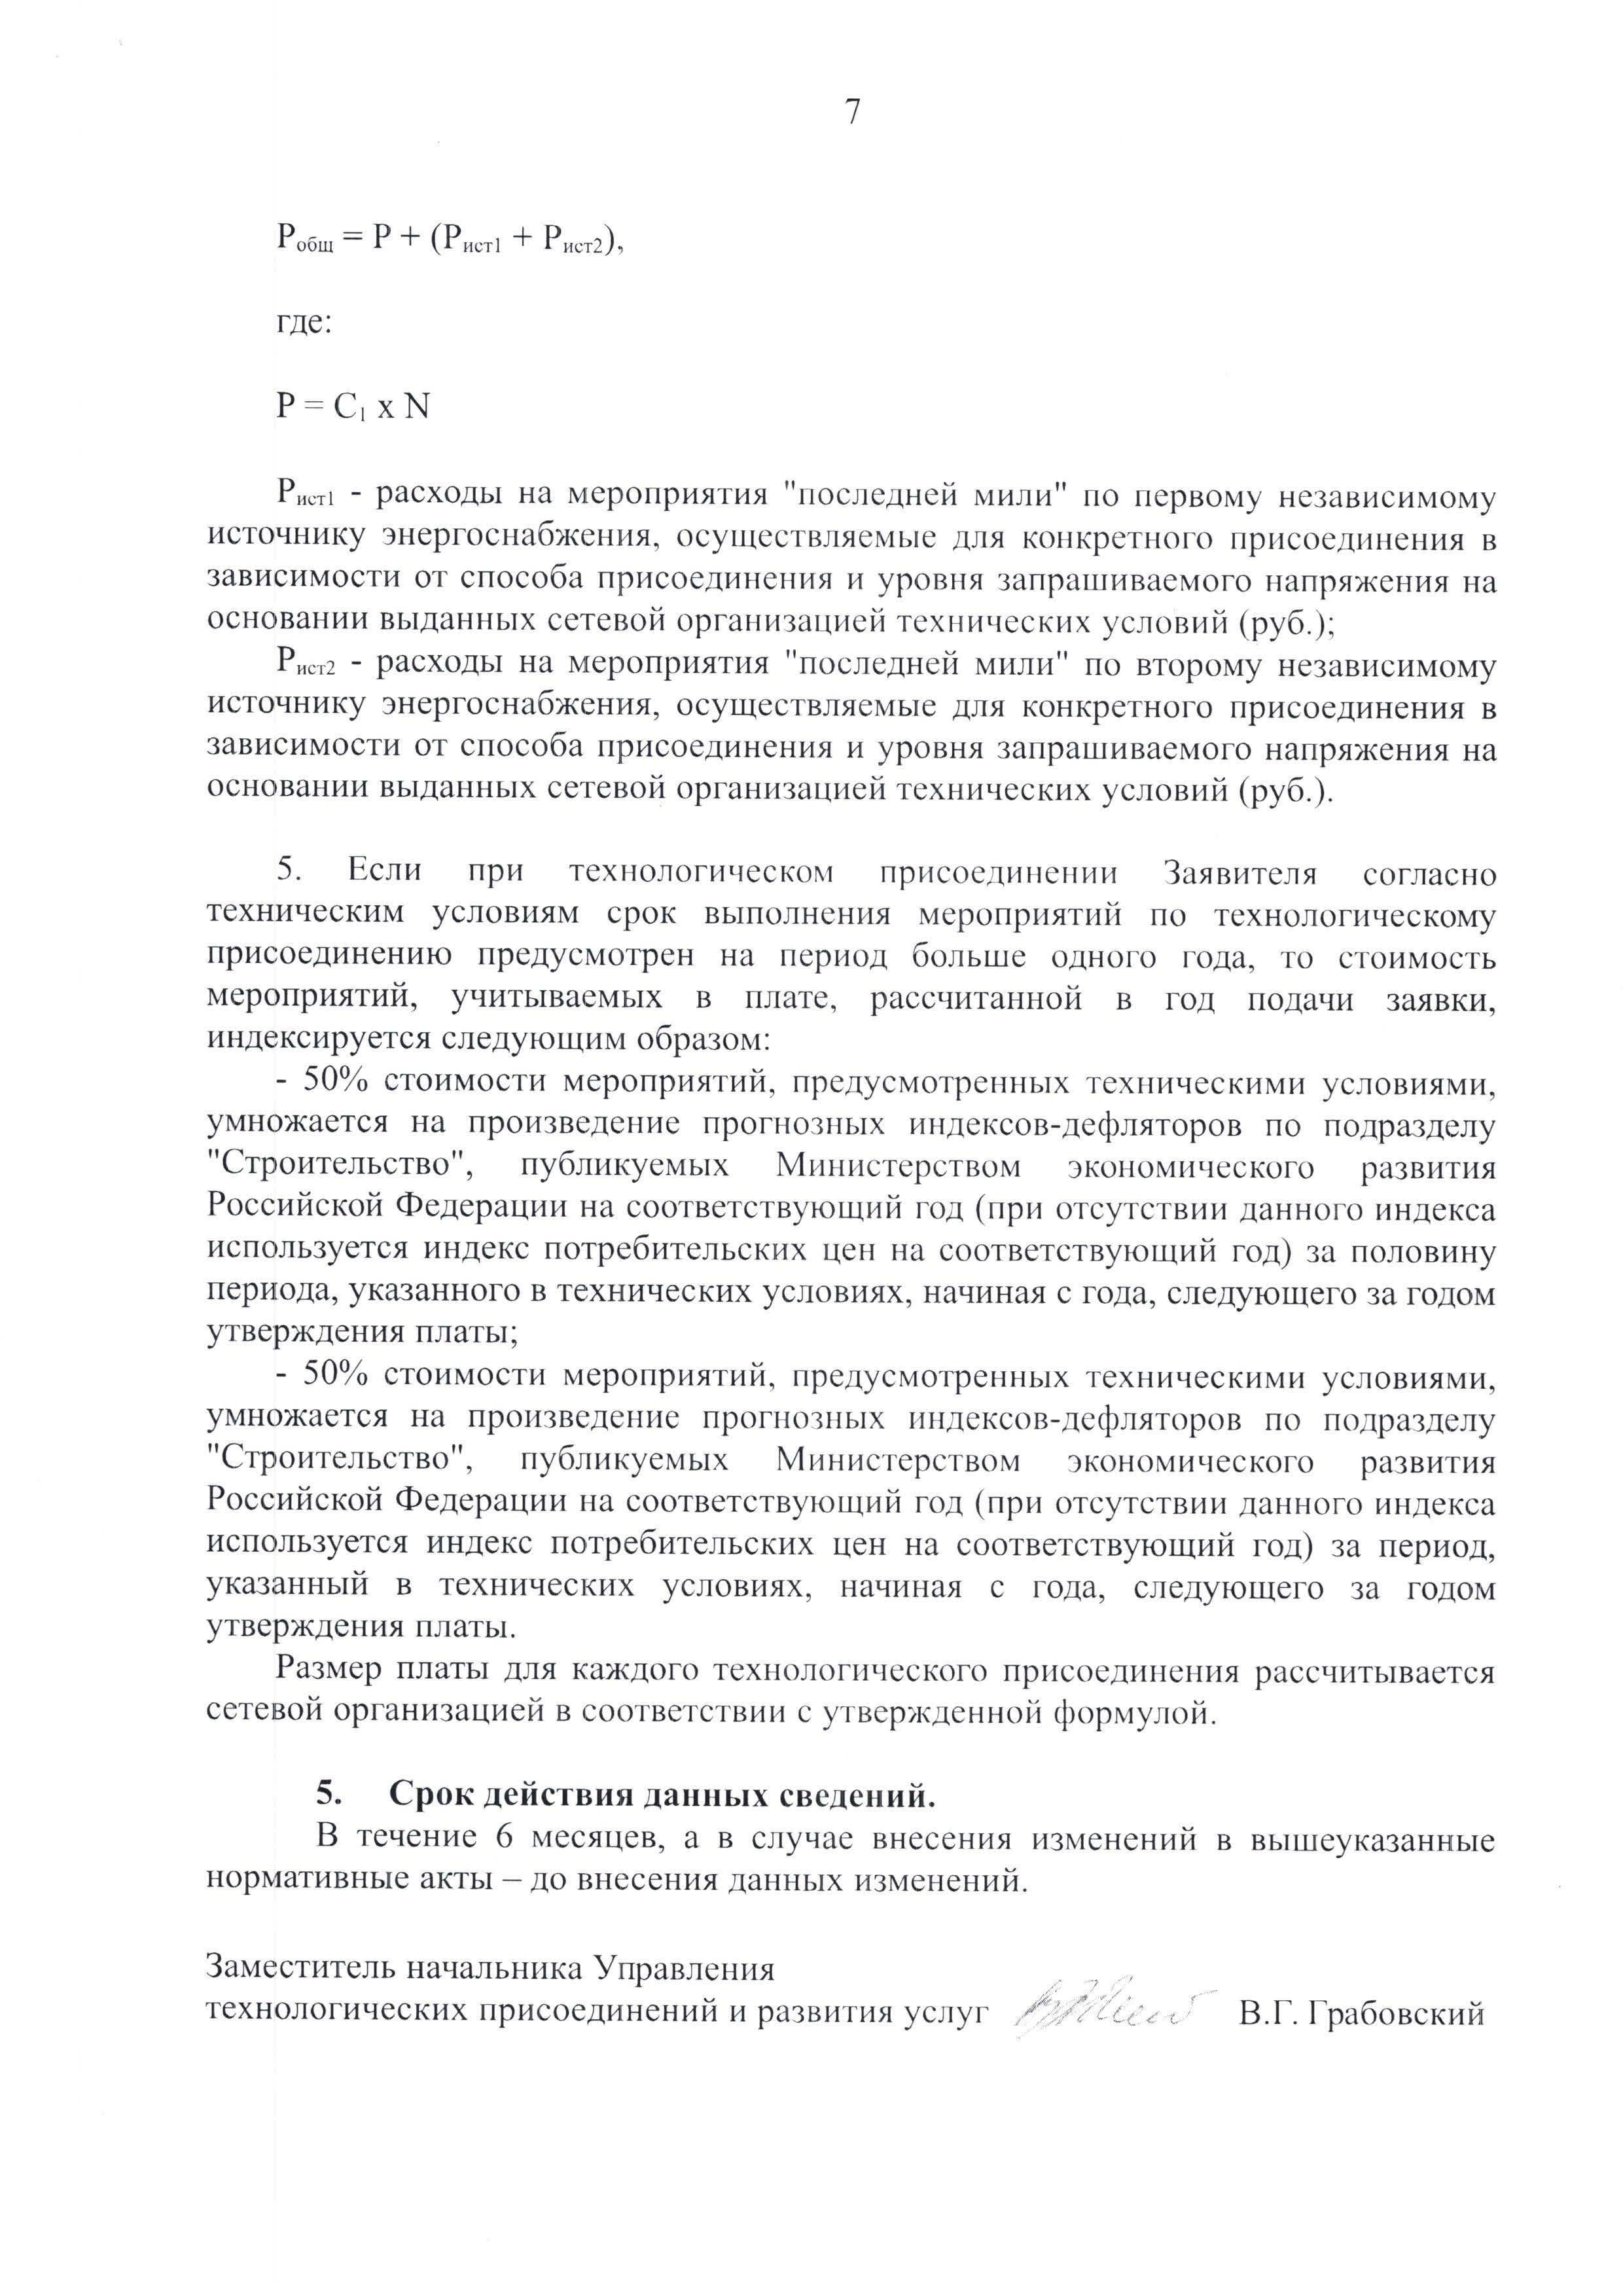 7
Робщ = Р + (Рист1 + Рист2),
где:
Р = С1 х N
Рист1 - расходы на мероприятия "последней мили" по первому независимому
источнику энергоснабжения, осуществляемые для конкретного присоединения в
зависимости от способа присоединения и уровня запрашиваемого напряжения на
основании выданных сетевой организацией технических условий (руб.);
Рист2 - расходы на мероприятия "последней мили" по второму независимому
источнику энергоснабжения, осуществляемые для конкретного присоединения в
зависимости от способа присоединения и уровня запрашиваемого напряжения на
основании выданных сетевой организацией технических условий (руб.).
5. Если при технологическом присоединении Заявителя согласно
техническим условиям срок выполнения мероприятий по технологическому
присоединению предусмотрен на период больше одного года, то стоимость
мероприятий, учитываемых в плате, рассчитанной в год подачи заявки,
индексируется следующим образом:
- 50% стоимости мероприятий, предусмотренных техническими условиями,
умножается на произведение прогнозных индексов-дефляторов по подразделу
"Строительство", публикуемых Министерством экономического развития
Российской Федерации на соответствующий год (при отсутствии данного индекса
используется индекс потребительских цен на соответствующий год) за половину
периода, указанного в технических условиях, начиная с года, следующего за годом
утверждения платы;
- 50% стоимости мероприятий, предусмотренных техническими условиями,
умножается на произведение прогнозных индексов-дефляторов по подразделу
"Строительство", публикуемых Министерством экономического развития
Российской Федерации на соответствующий год (при отсутствии данного индекса
используется индекс потребительских цен на соответствующий год) за период,
указанный в технических условиях, начиная с года, следующего за годом
утверждения платы.
Размер платы для каждого технологического присоединения рассчитывается
сетевой организацией в соответствии с утвержденной формулой.
5. Срок действия данных сведений.
В течение 6 месяцев, а в случае внесения изменений в вышеуказанные
нормативные акты – до внесения данных изменений.
Заместитель начальника Управления
технологических присоединений и развития услуг В.Г. Грабовский